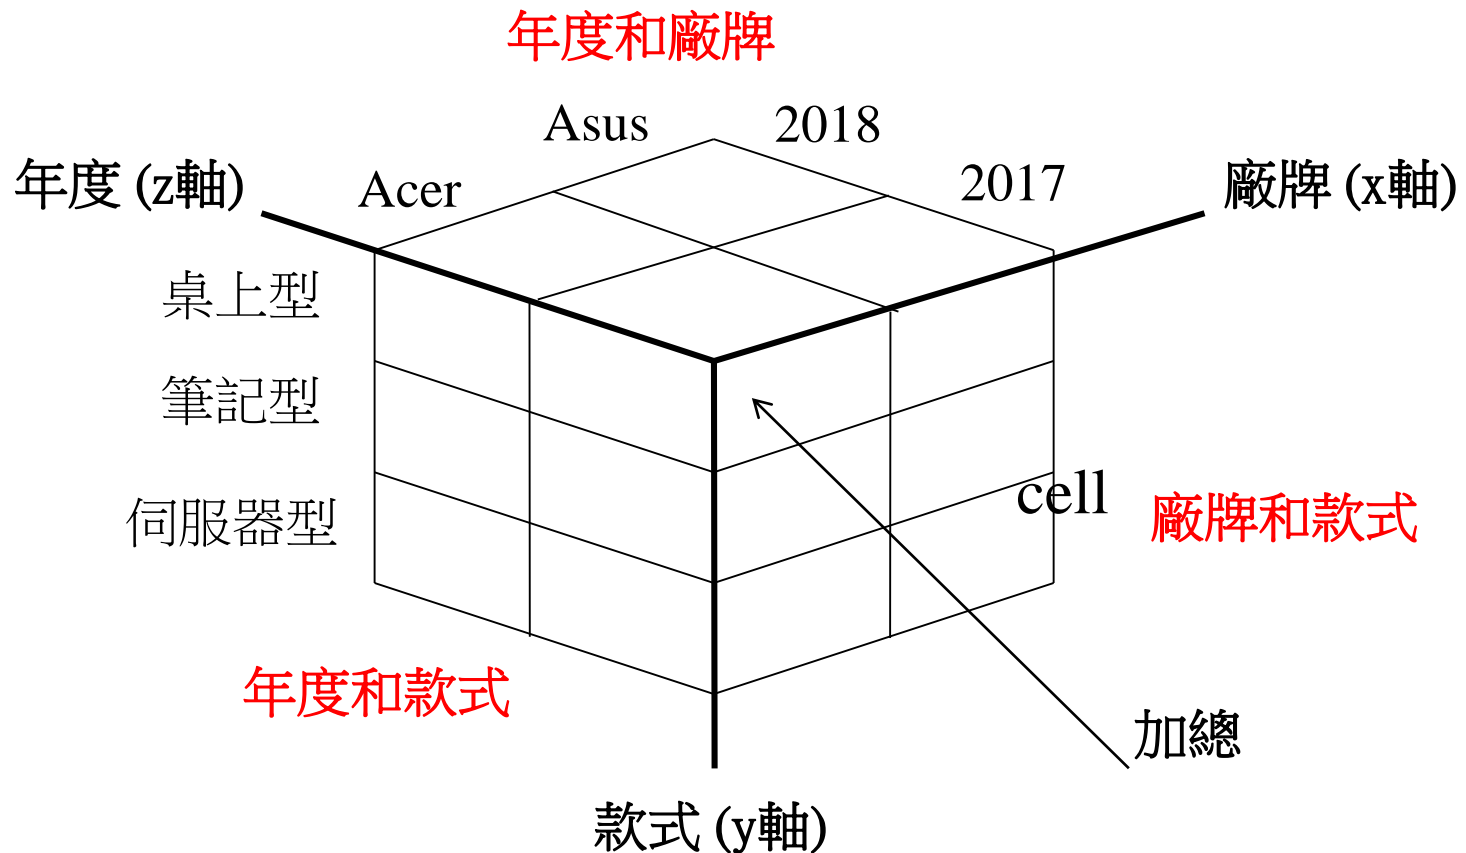 年度和廠牌
Asus
2018
年度 (z軸)
Acer
2017
廠牌 (x軸)
桌上型
筆記型
cell
伺服器型
廠牌和款式
年度和款式
加總
款式 (y軸)